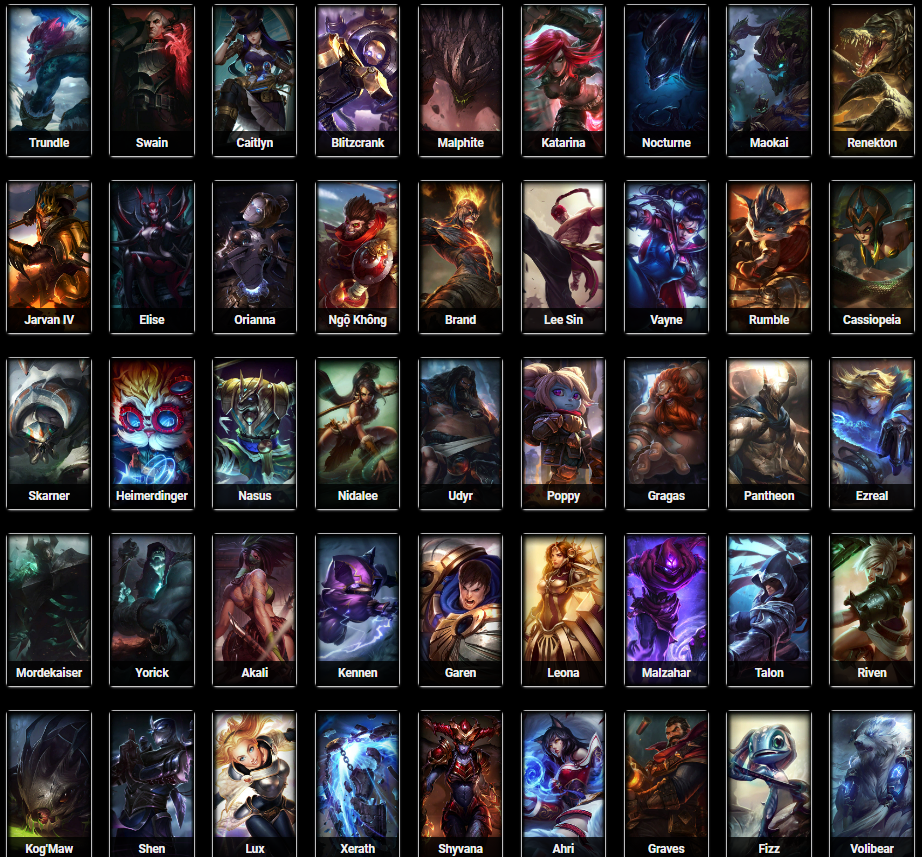 Trundle Swain Caitlyn Blitzcrank Malphite Katarina Nocturne Maokai Renekton
Jarvan IV Elise Orianna Ngộ Không Brand Lee Sin Vayne Rumble Cassiopeia
Skarner Heimerdinger Nasus Nidalee Udyr Poppy Gragas Pantheon Ezreal
Mordekaiser Yorick Akali Kennen Garen Leona Malzahar Talon Riven
Kog'Maw Shen Lux Xerath Shyvana Ahri Graves Fizz Volibear